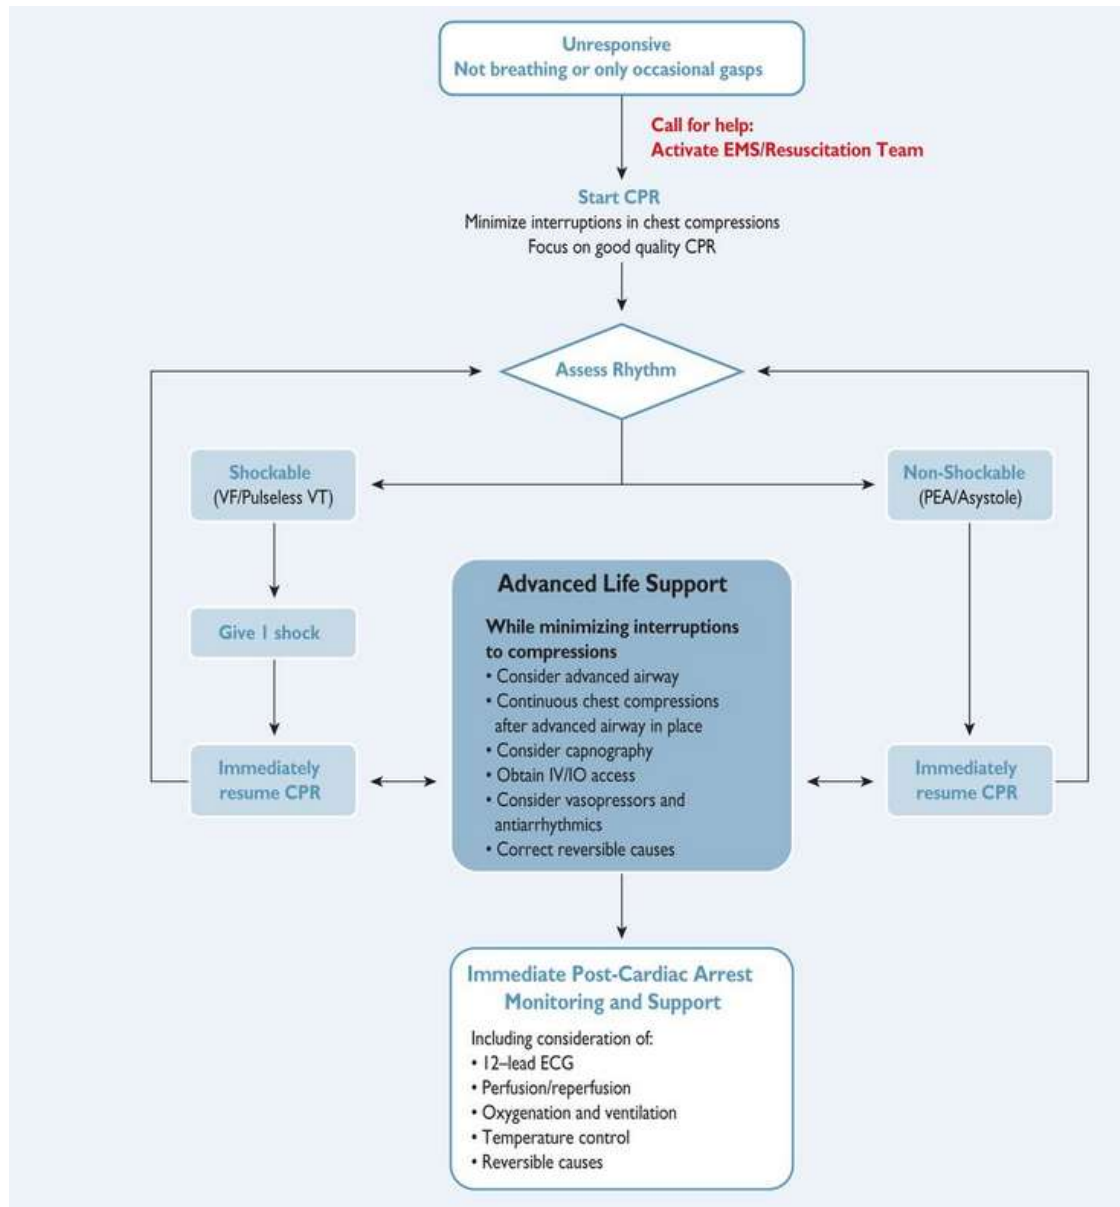 Unresponsive
Not breathing or only occasional gasps
Call for help:
Activate EMS/Resuscitation Team
Start CPR
Minimize interruptions in chest compressions
Focus on good quality CPR
Assess Rhythm
Shockable
(VF/Pulseless VT)
Non-Shockable
(PEA/Asystole)
Give 1 shock
Immediately
resume CPR
Advanced Life Support
While minimizing interruptions
to compressions
• Consider advanced airway
• Continuous chest compressions
after advanced airway in place
• Consider capnography
• Obtain IV/IO access
• Consider vasopressors and
antiarrhythmics
• Correct reversible causes
Immediately
resume CPR
Immediate Post-Cardiac Arrest
Monitoring and Support
Including consideration of:
• 12–lead ECG
• Perfusion/reperfusion
• Oxygenation and ventilation
• Temperature control
• Reversible causes